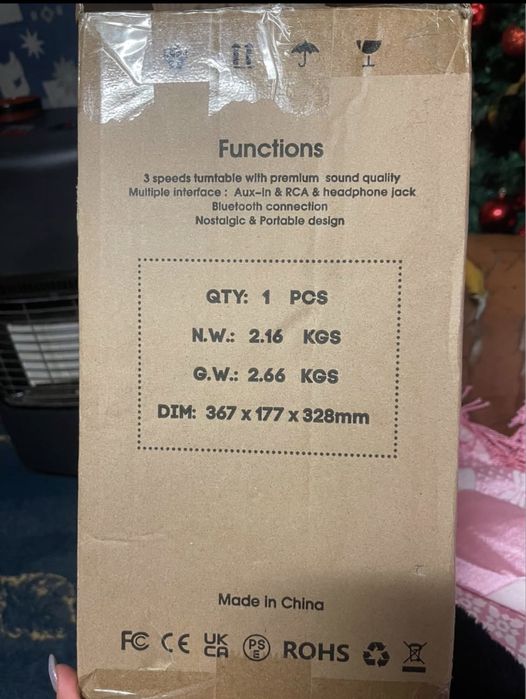 Functions
3 speeds turntable with premium sound quality
Multiple interface : Aux-in & RCA & headphone jack
Bluetooth connection
Nostalgic & Portable design
QTY: 1 PCS
N.W.: 2.16 KGS
G.W.: 2.66 KGS
DIM: 367 x 177 x 328mm
Made in China
FC CE UK CA PS E ROHS